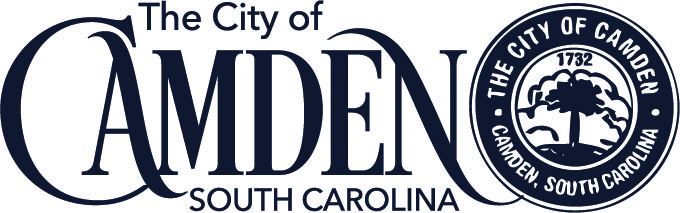 The City of
CAMDEN
SOUTH CAROLINA
THE CITY OF CAMDEN
1732
CAMDEN, SOUTH CAROLINA